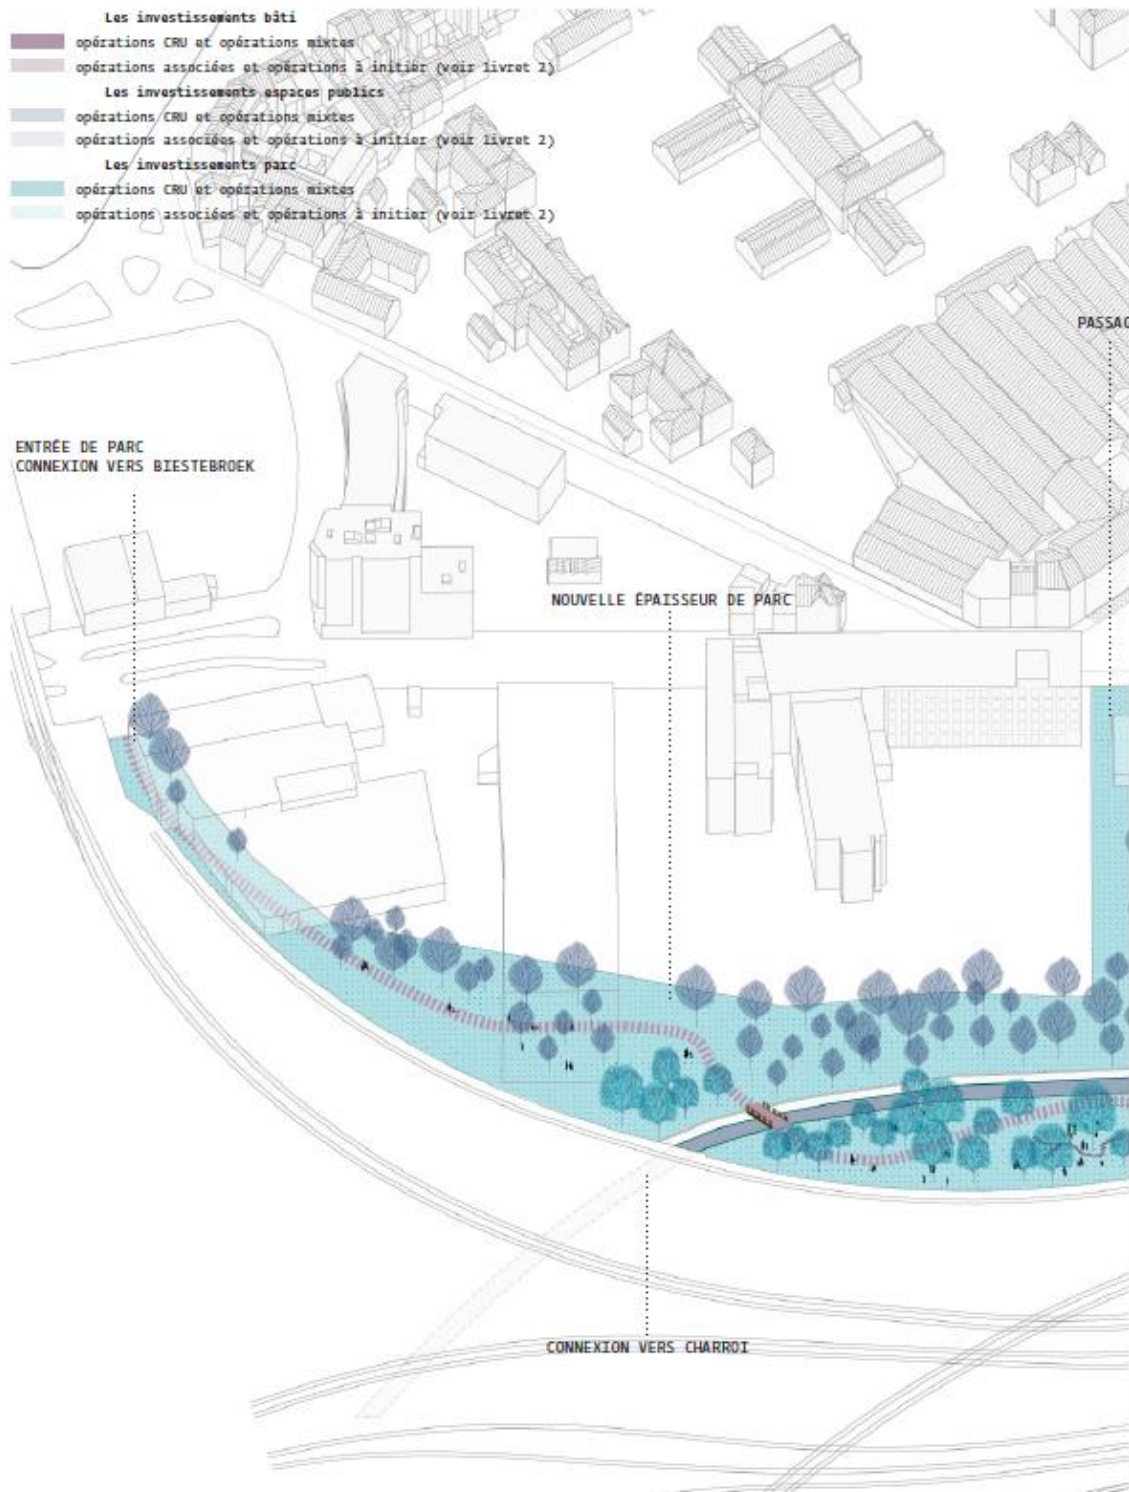 Les investissements bâti
opérations CRU et opérations mixtes
opérations associées et opérations à initier (voir livret 2)
Les investissements espaces publics
opérations CRU et opérations mixtes
opérations associées et opérations à initier (voir livret 2)
Les investissements parc
opérations CRU et opérations mixtes
opérations associées et opérations à initier (voir livret 2)
PASSAG
ENTRÉE DE PARC
CONNEXION VERS BIESTEBROEK
NOUVELLE ÉPAISSEUR DE PARC
CONNEXION VERS CHARROI